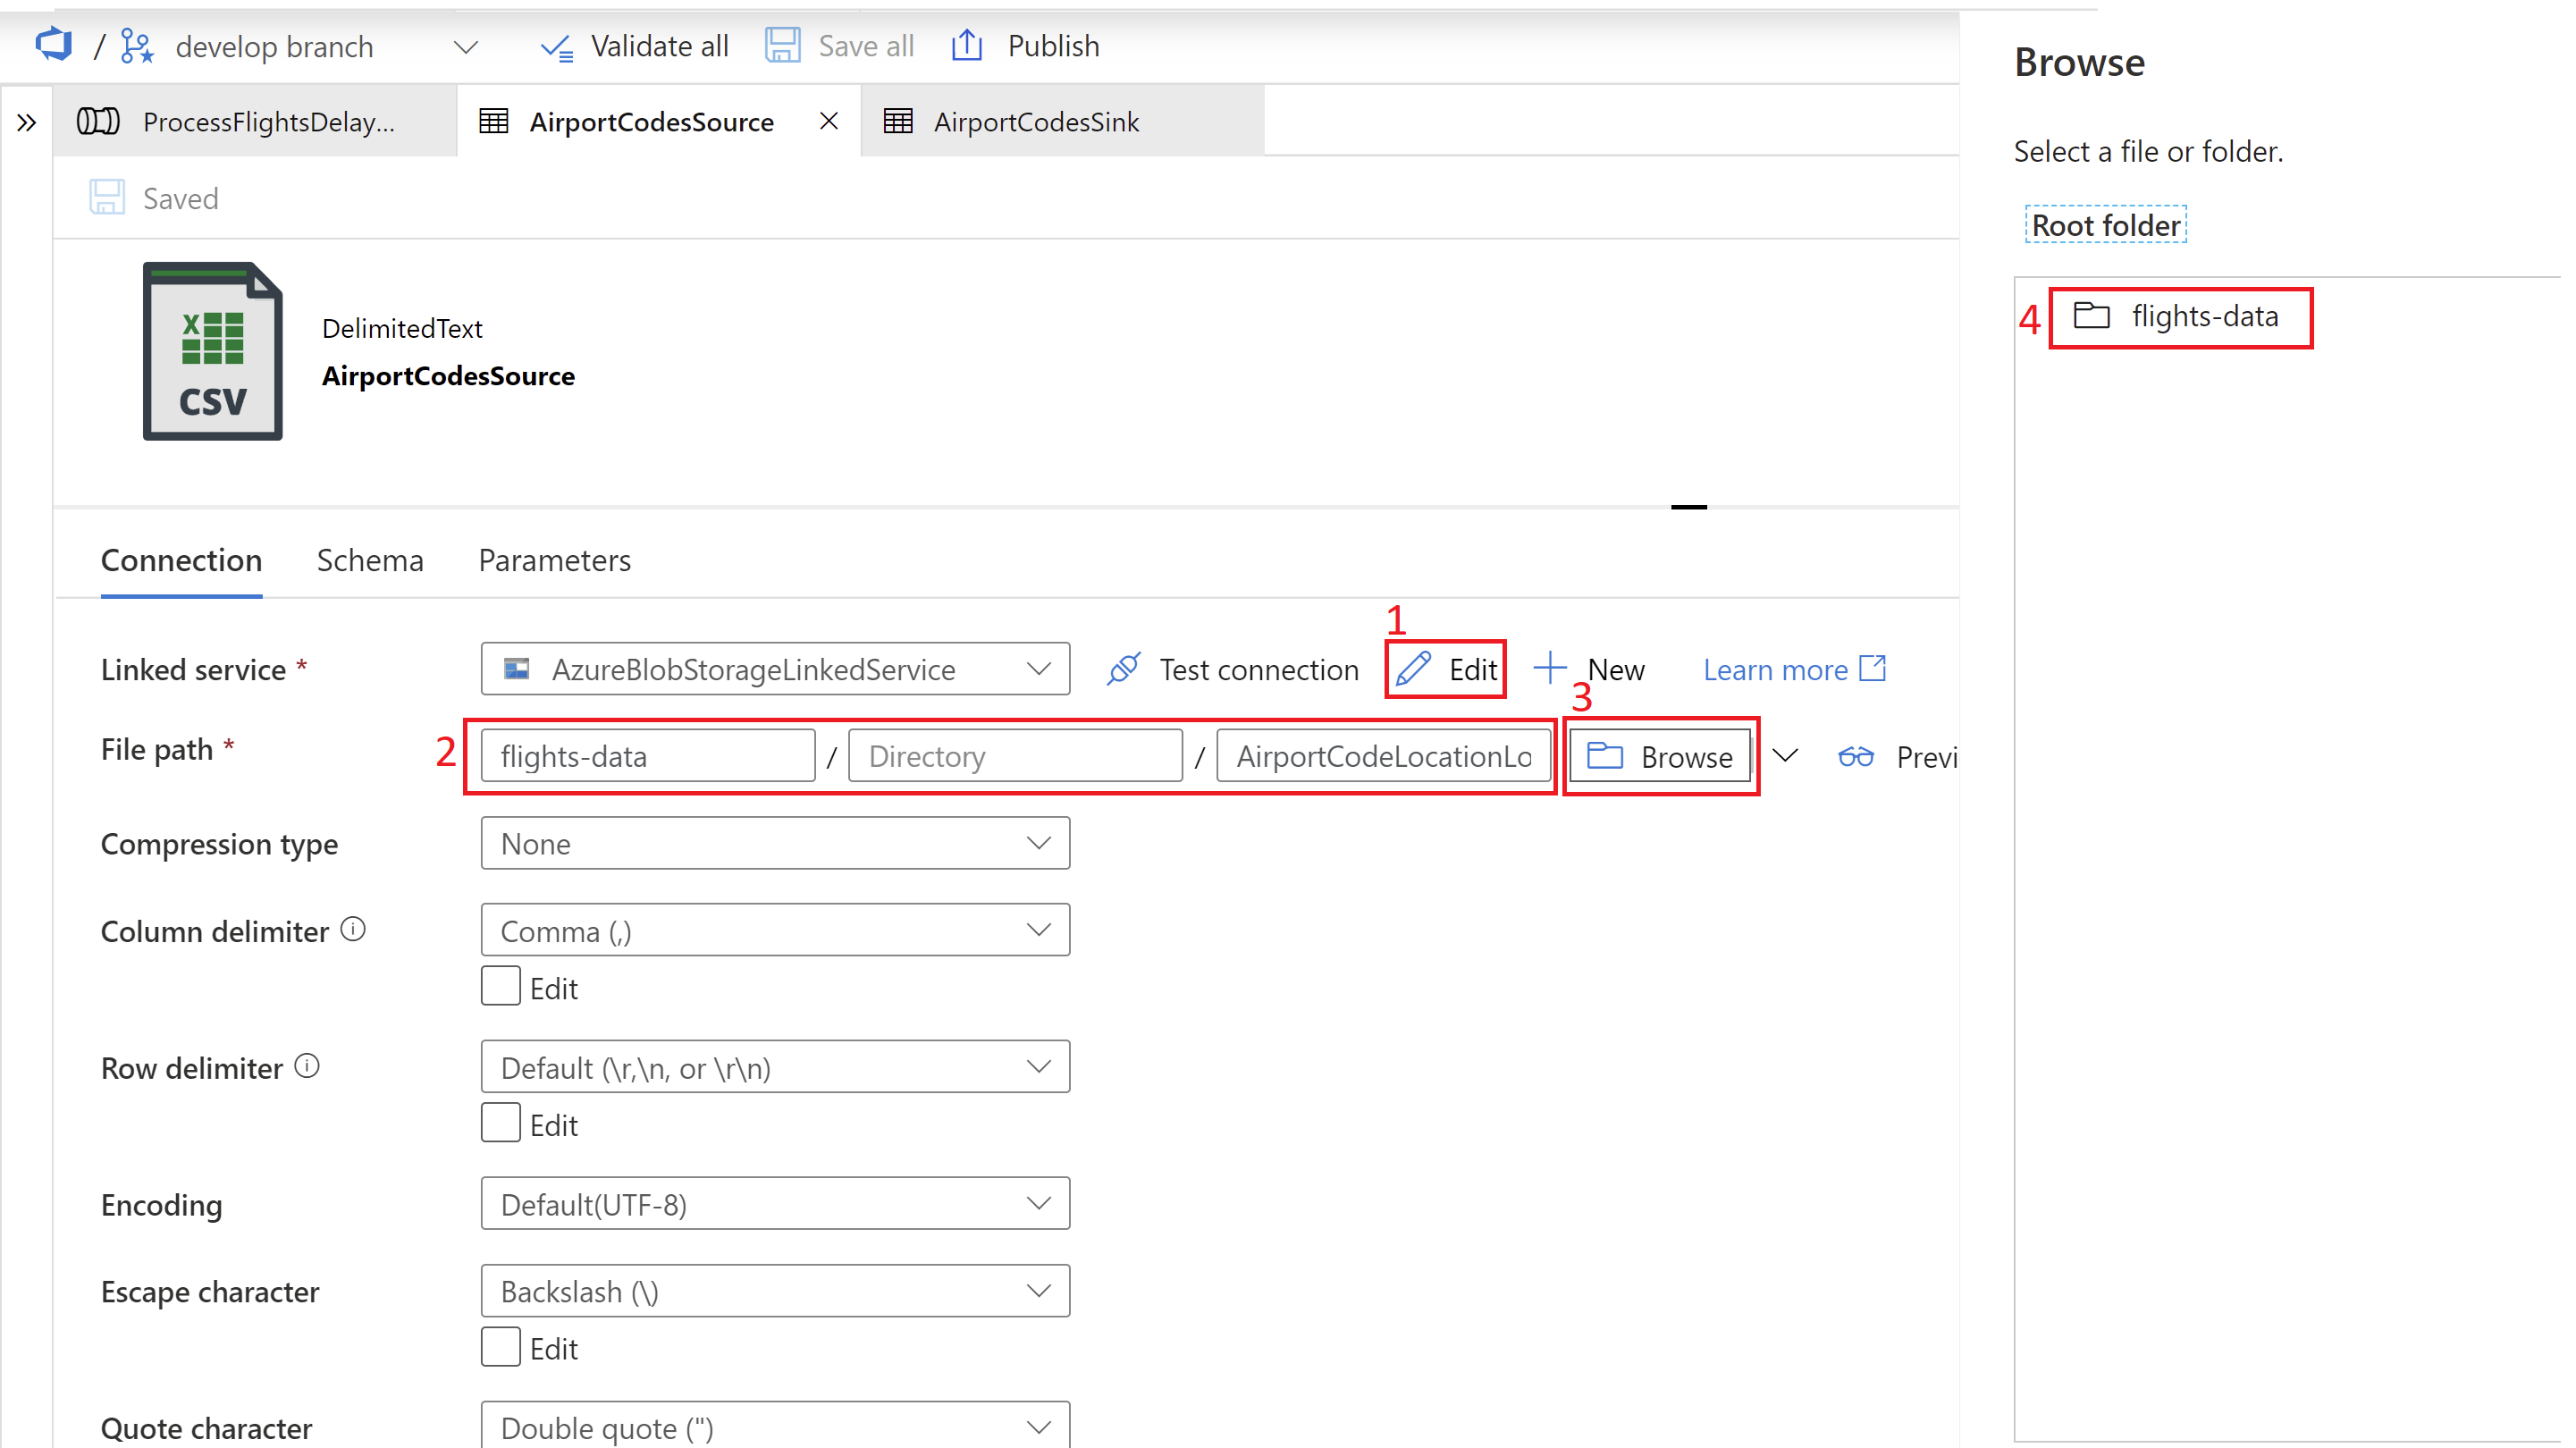 / develop branch Validate all Save all Publish
ProcessFlightsDelay... AirportCodesSource AirportCodesSink
Saved
X
CSV
DelimitedText
AirportCodesSource
Connection Schema Parameters
1
Linked service * AzureBlobStorageLinkedService Test connection Edit New Learn more
3
File path * 2 flights-data / Directory / AirportCodeLocationLo Browse Previ
Compression type None
Column delimiter Comma (,)
Edit
Row delimiter Default (\r,\n, or \r\n)
Edit
Encoding Default(UTF-8)
Escape character Backslash (\)
Edit
Quote character Double quote (")
Browse
Select a file or folder.
Root folder
4 flights-data